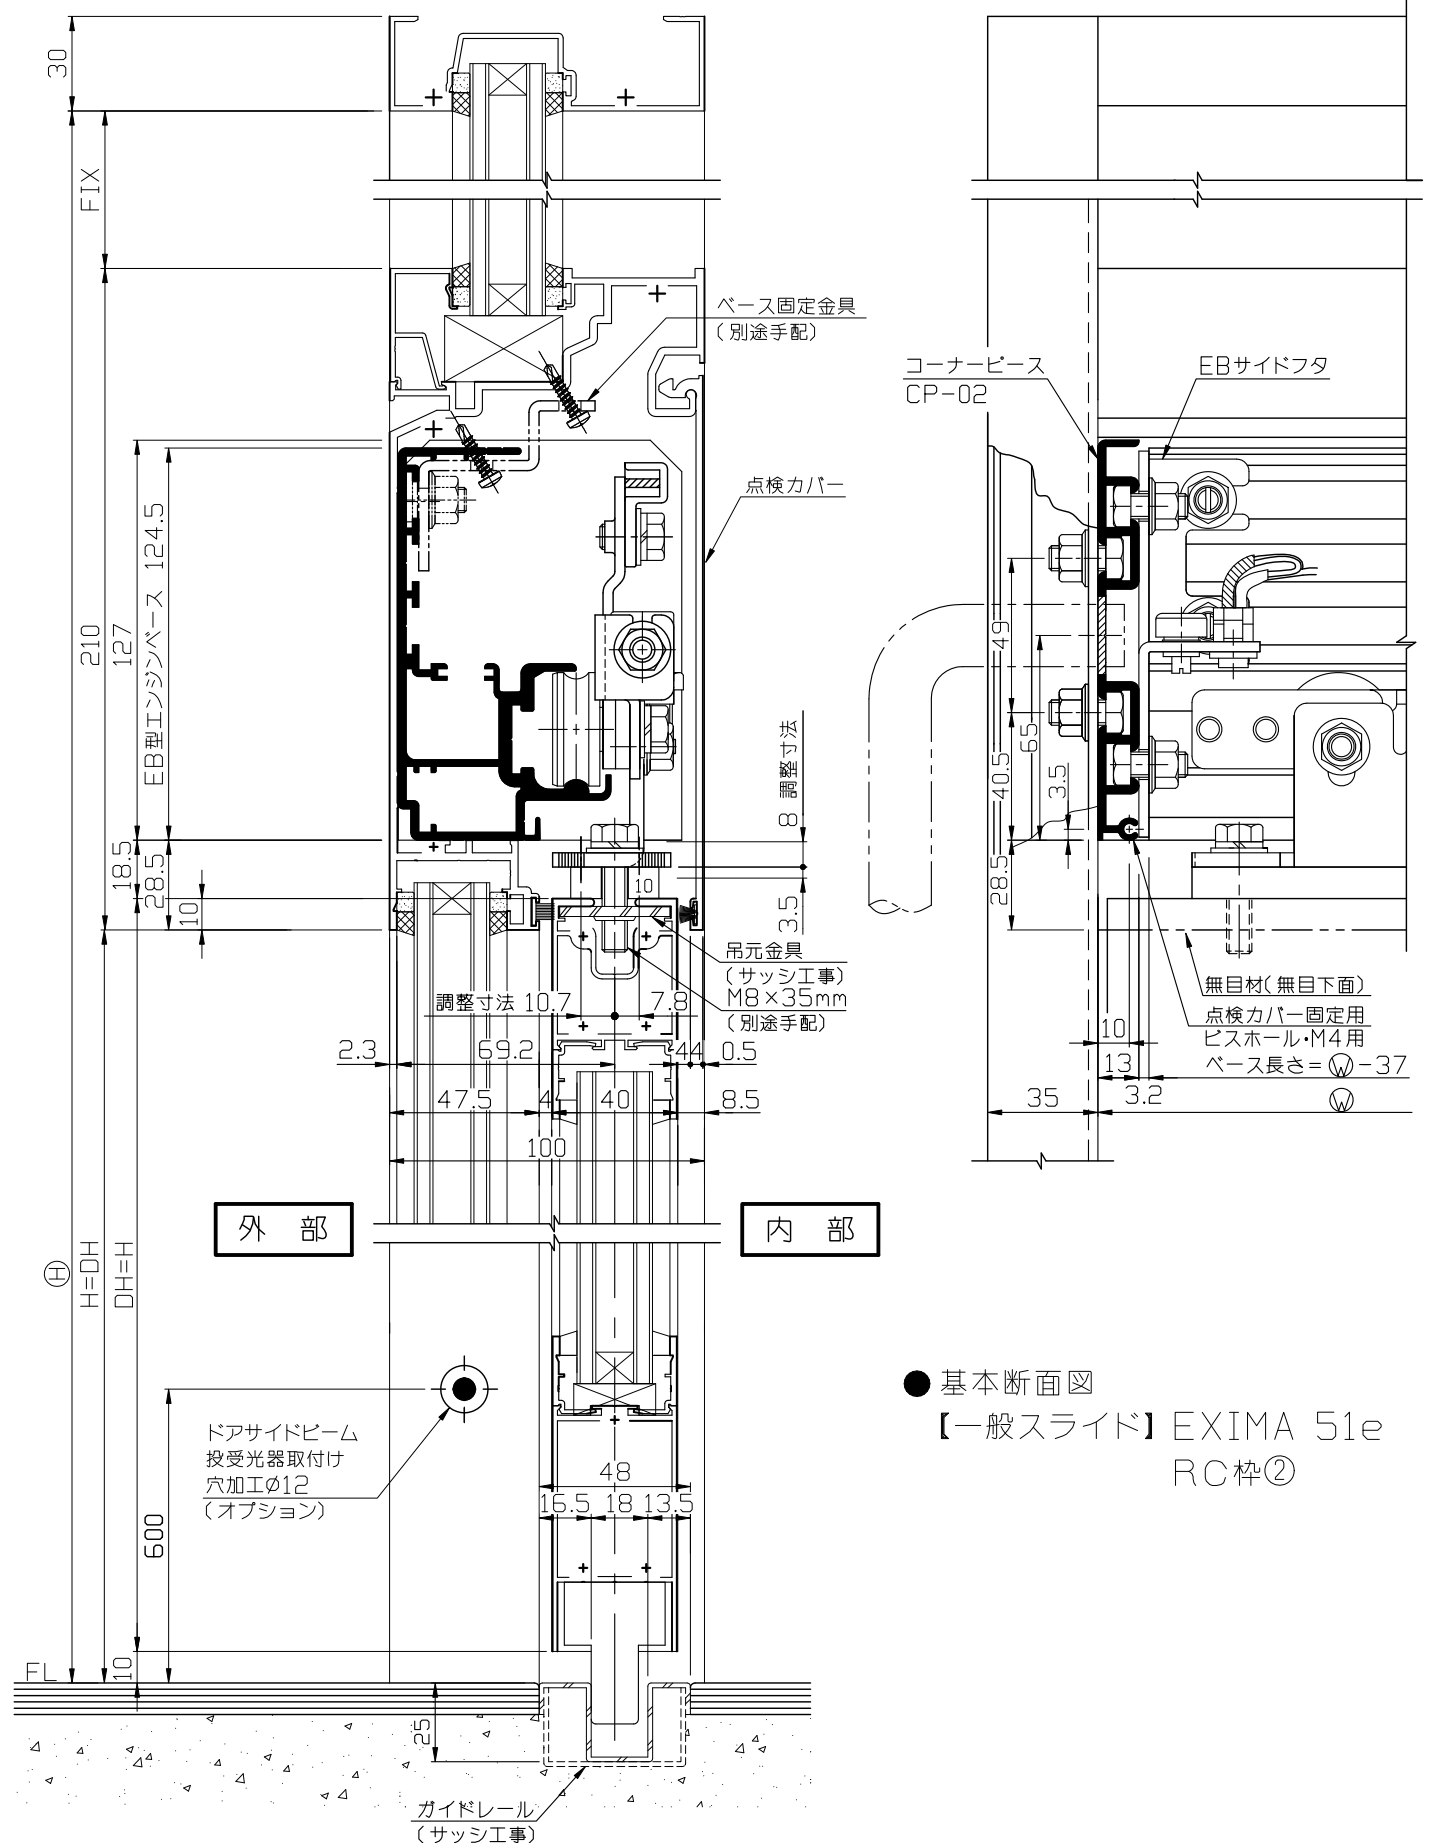 30
FIX
ベース固定金具
(別途手配)
コーナーピース
CP-02
EBサイドフタ
点検カバー
210
127
EB型エンジンベース 124.5
18.5
28.5
10
8 調整寸法
3.5
10
49
65
40.5
3.5
28.5
吊元金具
(サッシ工事)
M8×35mm
(別途手配)
調整寸法 10.7
7.8
2.3
69.2
4
4
0.5
47.5
4
40
8.5
100
無目材(無目下面)
点検カバー固定用
ビスホール・M4用
10
13
ベース長さ=Ⓦ-37
35
3.2
Ⓦ
外 部
内 部
Ⓗ
H=DH
DH=H
ドアサイドビーム
投受光器取付け
穴加工φ12
(オプション)
600
48
16.5
18
13.5
10
FL
25
ガイドレール
(サッシ工事)
●基本断面図
【一般スライド】EXIMA 51e
RC枠②